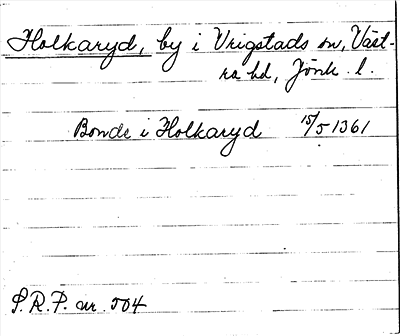 Holkaryd, by i Vrigstads sn, Väst-
ra hd, Jönk. l.
Bonde i Holkaryd 15/5 1361
S.R.P. nr. 504